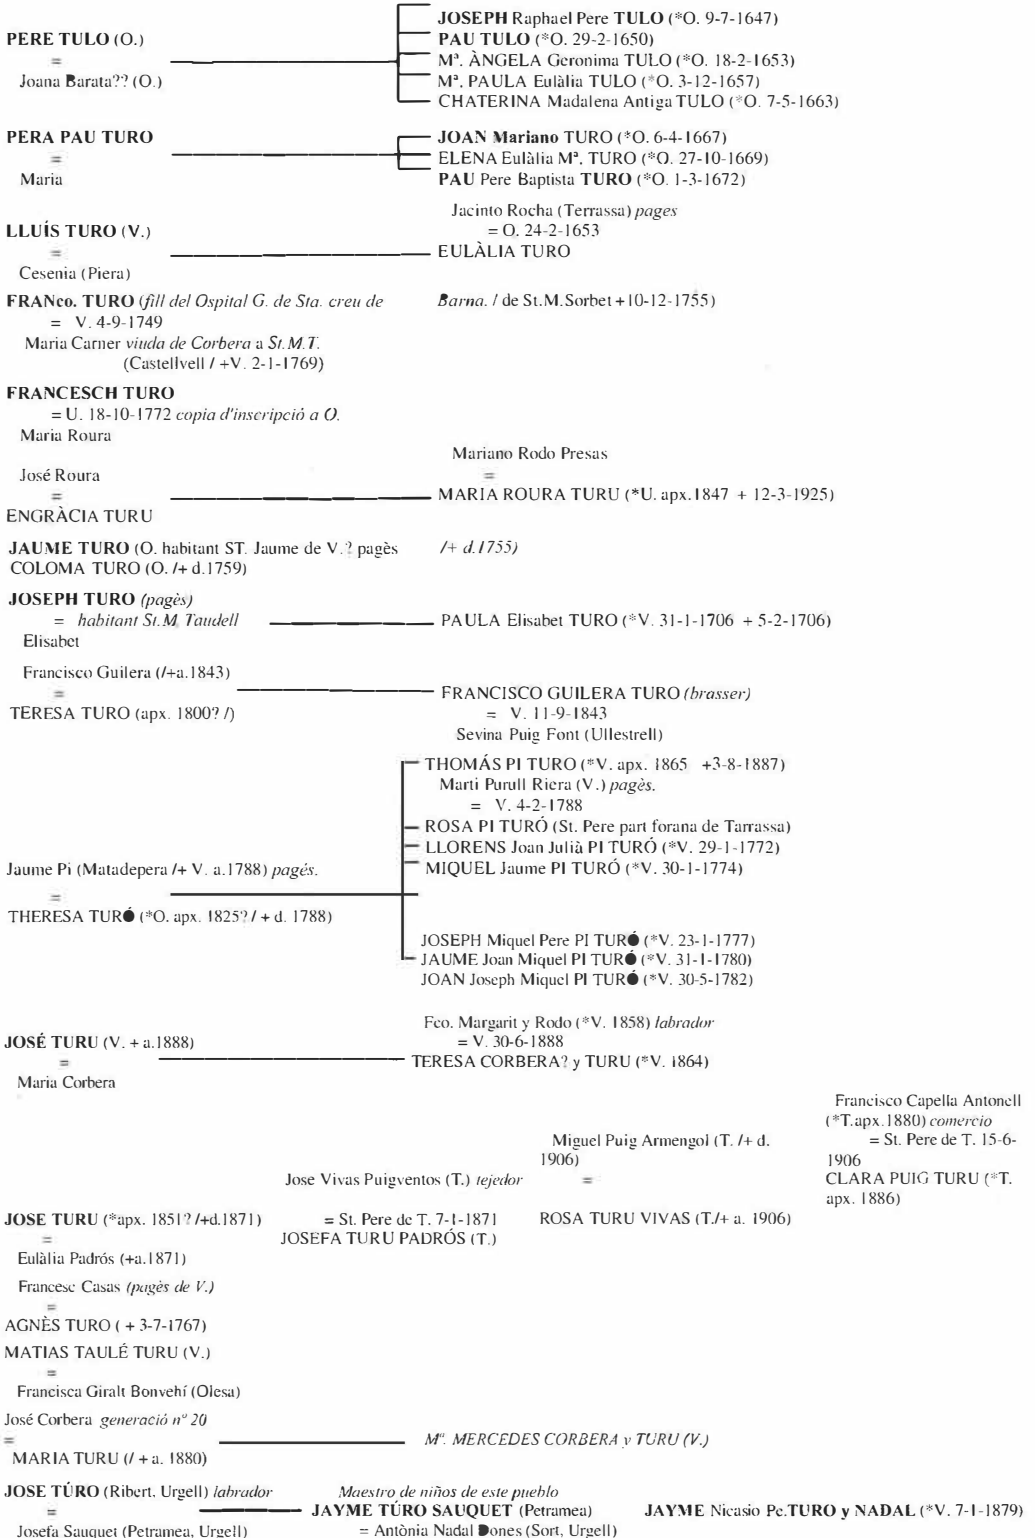 PERE TULO (O.)
=
Joana Barata?? (O.)
JOSEPH Raphael Pere TULO (*O. 9-7-1647)
PAU TULO (*O. 29-2-1650)
Mª. ÀNGELA Geronima TULO (*O. 18-2-1653)
Mª. PAULA Eulàlia TULO (*O. 3-12-1657)
CHATERINA Madalena Antiga TULO (*O. 7-5-1663)
PERA PAU TURO
=
Maria
JOAN Mariano TURO (*O. 6-4-1667)
ELENA Eulàlia Mª. TURO (*O. 27-10-1669)
PAU Pere Baptista TURO (*O. 1-3-1672)
LLUÍS TURO (V.)
=
Cesenia (Piera)
Jacinto Rocha (Terrassa) pages
= O. 24-2-1653
EULÀLIA TURO
FRANco. TURO (fill del Ospital G. de Sta. creu de Barna. / de St.M.Sorbet +10-12-1755)
= V. 4-9-1749
Maria Carner viuda de Corbera a St.M.T.
(Castellvell / +V. 2-1-1769)
FRANCESCH TURO
= U. 18-10-1772 copia d'inscripció a O.
Maria Roura
José Roura
=
ENGRÀCIA TURU
Mariano Rodo Presas
=
MARIA ROURA TURU (*U. apx.1847 + 12-3-1925)
JAUME TURO (O. habitant ST. Jaume de V.? pagès /+ d.1755)
COLOMA TURO (O. /+ d.1759)
JOSEPH TURO (pagès)
= habitant St.M. Taudell
Elisabet
PAULA Elisabet TURO (*V. 31-1-1706 + 5-2-1706)
Francisco Guilera (/+a.1843)
=
TERESA TURO (apx. 1800? /)
FRANCISCO GUILERA TURO (brasser)
= V. 11-9-1843
Sevina Puig Font (Ullestrell)
THOMÁS PI TURO (*V. apx. 1865 +3-8-1887)
Marti Purull Riera (V.) pagès.
= V. 4-2-1788
ROSA PI TURÓ (St. Pere part forana de Tarrassa)
LLORENS Joan Julià PI TURÓ (*V. 29-1-1772)
MIQUEL Jaume PI TURÓ (*V. 30-1-1774)
Jaume Pi (Matadepera /+ V. a.1788) pagés.
=
THERESA TURÓ (*O. apx. 1825? / + d. 1788)
JOSEPH Miquel Pere PI TURÓ (*V. 23-1-1777)
JAUME Joan Miquel PI TURÓ (*V. 31-1-1780)
JOAN Joseph Miquel PI TURÓ (*V. 30-5-1782)
JOSÉ TURU (V. + a.1888)
=
Maria Corbera
Fco. Margarit y Rodo (*V. 1858) labrador
= V. 30-6-1888
TERESA CORBERA? y TURU (*V. 1864)
JOSE TURU (*apx. 1851? /+d.1871)
=
Eulàlia Padrós (+a.1871)
Jose Vivas Puigventos (T.) tejedor
= St. Pere de T. 7-1-1871
JOSEFA TURU PADRÓS (T.)
Miguel Puig Armengol (T. /+ d.
1906)
=
ROSA TURU VIVAS (T./+ a. 1906)
Francisco Capella Antonell
(*T.apx.1880) comercio
= St. Pere de T. 15-6-
1906
CLARA PUIG TURU (*T.
apx. 1886)
Francesc Casas (pagès de V.)
=
AGNÈS TURO ( + 3-7-1767)
MATIAS TAULÉ TURU (V.)
=
Francisca Giralt Bonvehí (Olesa)
José Corbera generació nº 20
=
MARIA TURU (/ + a. 1880)
Mª. MERCEDES CORBERA y TURU (V.)
JOSE TÚRO (Ribert, Urgell) labrador
=
Josefa Sauquet (Petramea, Urgell)
Maestro de niños de este pueblo
JAYME TÚRO SAUQUET (Petramea)
= Antònia Nadal Dones (Sort, Urgell)
JAYME Nicasio Pe.TURO y NADAL (*V. 7-1-1879)